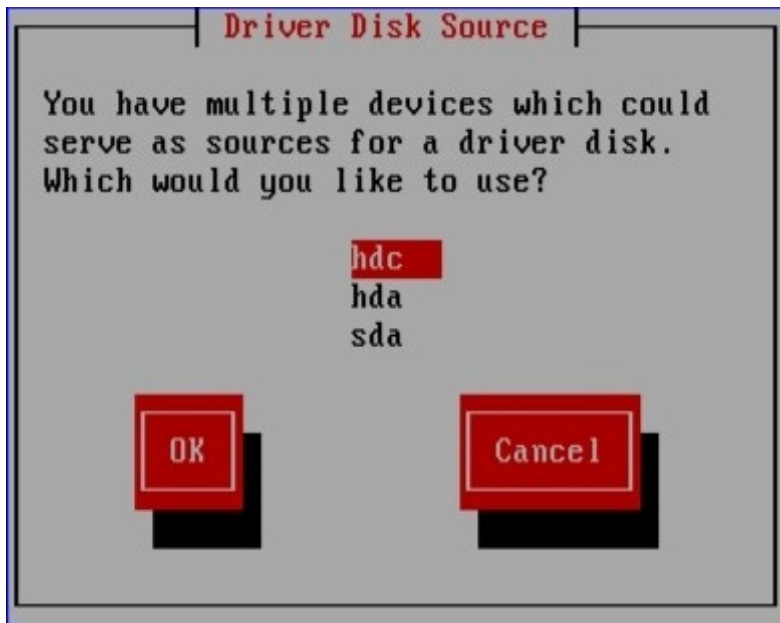 Driver Disk Source
You have multiple devices which could
serve as sources for a driver disk.
Which would you like to use?
hdc
hda
sda
OK
Cancel